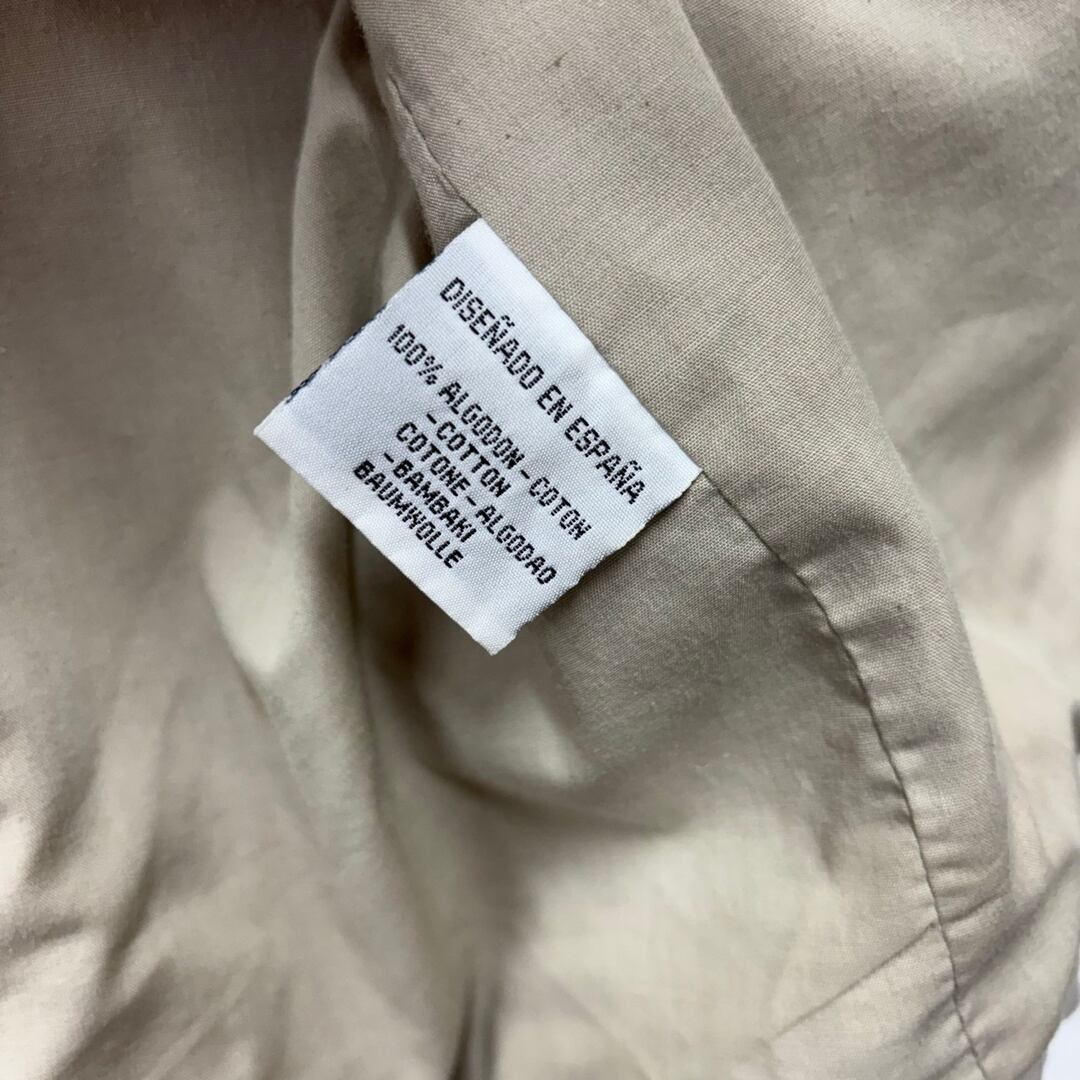 DISEÑADO EN ESPAÑA
100% ALGODON-COTON
-COTTON
COTONE-ALGODAO
-BAMBAKI
BAUMWOLLE